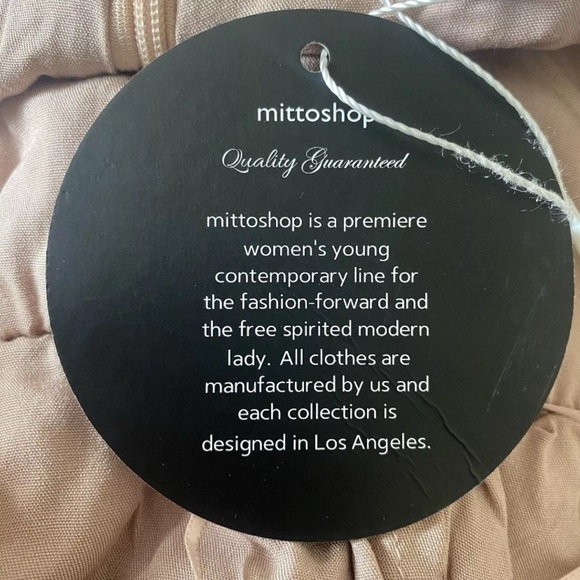 mittoshop
Quality Guaranteed
mittoshop is a premiere
women's young
contemporary line for
the fashion-forward and
the free spirited modern
lady. All clothes are
manufactured by us and
each collection is
designed in Los Angeles.